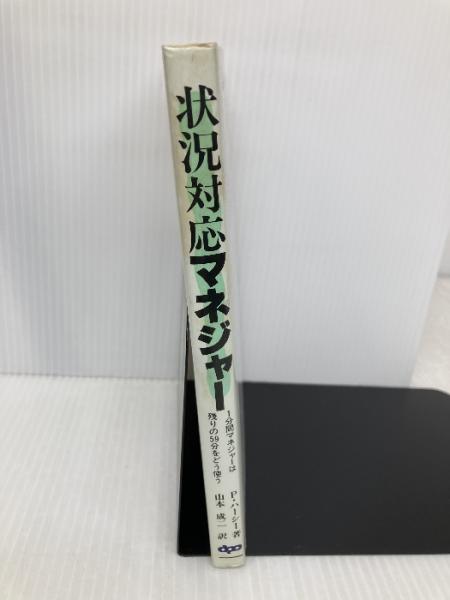 状況対応マネジャー
1分間マネジャーは
残りの59分をどう使う
P・ハーシー 著
山本 成二 訳
dpo